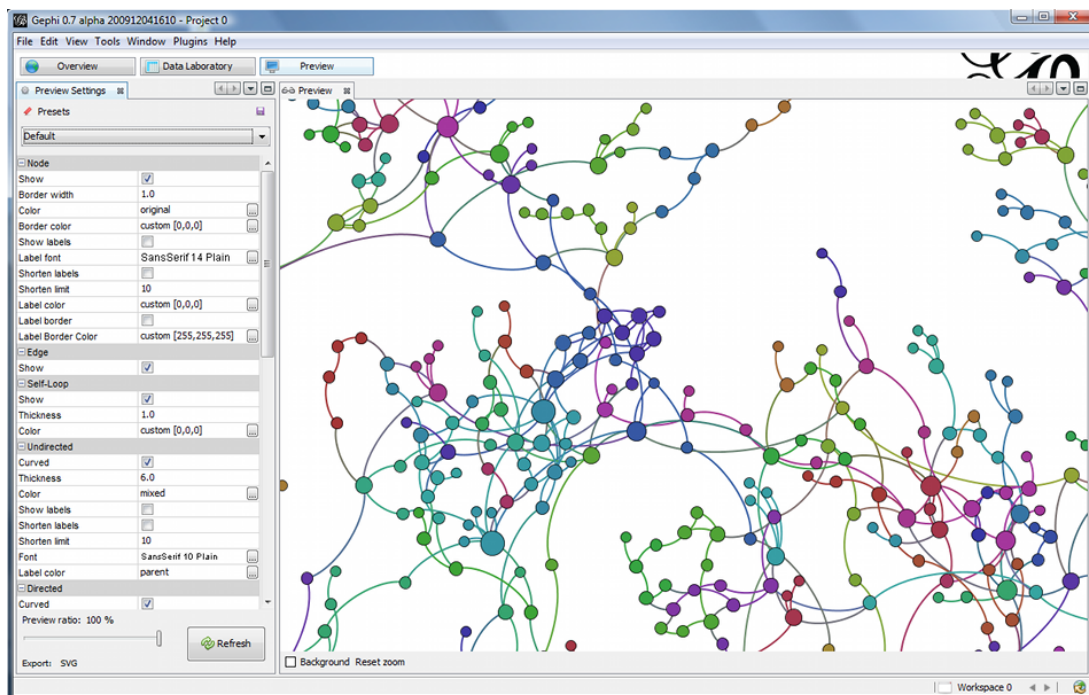 Gephi 0.7 alpha 200912041610 - Project 0
File Edit View Tools Window Plugins Help
Overview Data Laboratory Preview
Preview Settings
Preview
Presets
Default
Node
Show
Border width 1.0
Color original ...
Border color custom [0,0,0] ...
Show labels
Label font SansSerif 14 Plain ...
Shorten labels
Shorten limit 10
Label color custom [0,0,0] ...
Label border
Label Border Color custom [255,255,255] ...
Edge
Show
Self-Loop
Show
Thickness 1.0
Color custom [0,0,0] ...
Undirected
Curved
Thickness 6.0
Color mixed ...
Show labels
Shorten labels
Shorten limit 10
Font SansSerif 10 Plain ...
Label color parent ...
Directed
Curved
Preview ratio: 100 %
Refresh
Export: SVG
Background Reset zoom
Workspace 0